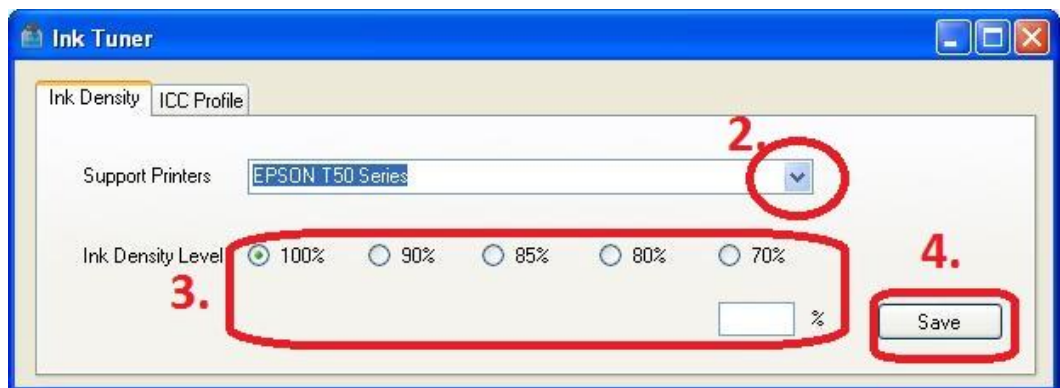 Ink Tuner
Ink Density ICC Profile
2.
Support Printers EPSON T50 Series
Ink Density Level 100% 90% 85% 80% 70%
3.
4.
%
Save